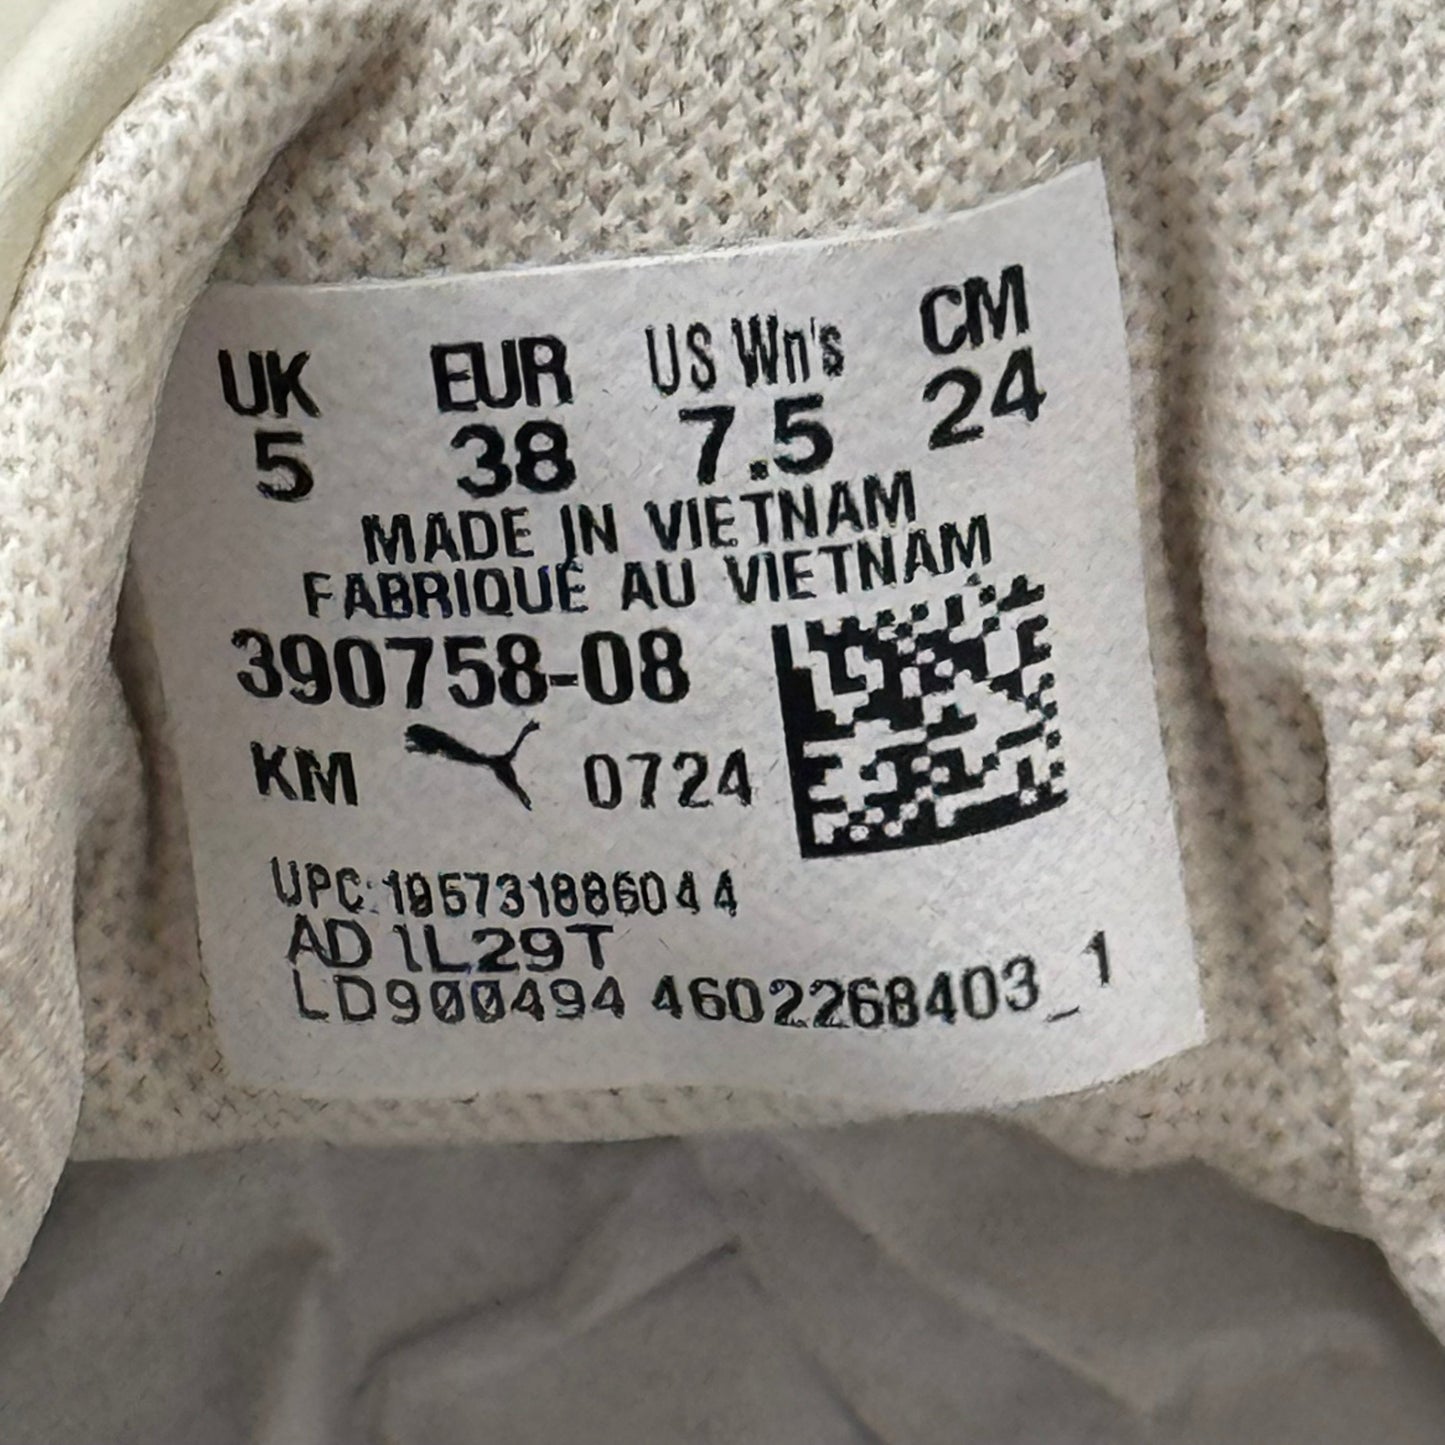 UK EUR US Wn's CM
5 38 7.5 24
MADE IN VIETNAM
FABRIQUÉ AU VIETNAM
390758-08
KM 0724
UPC:195731886044
AD 1L29T
LD900494 4602268403_1